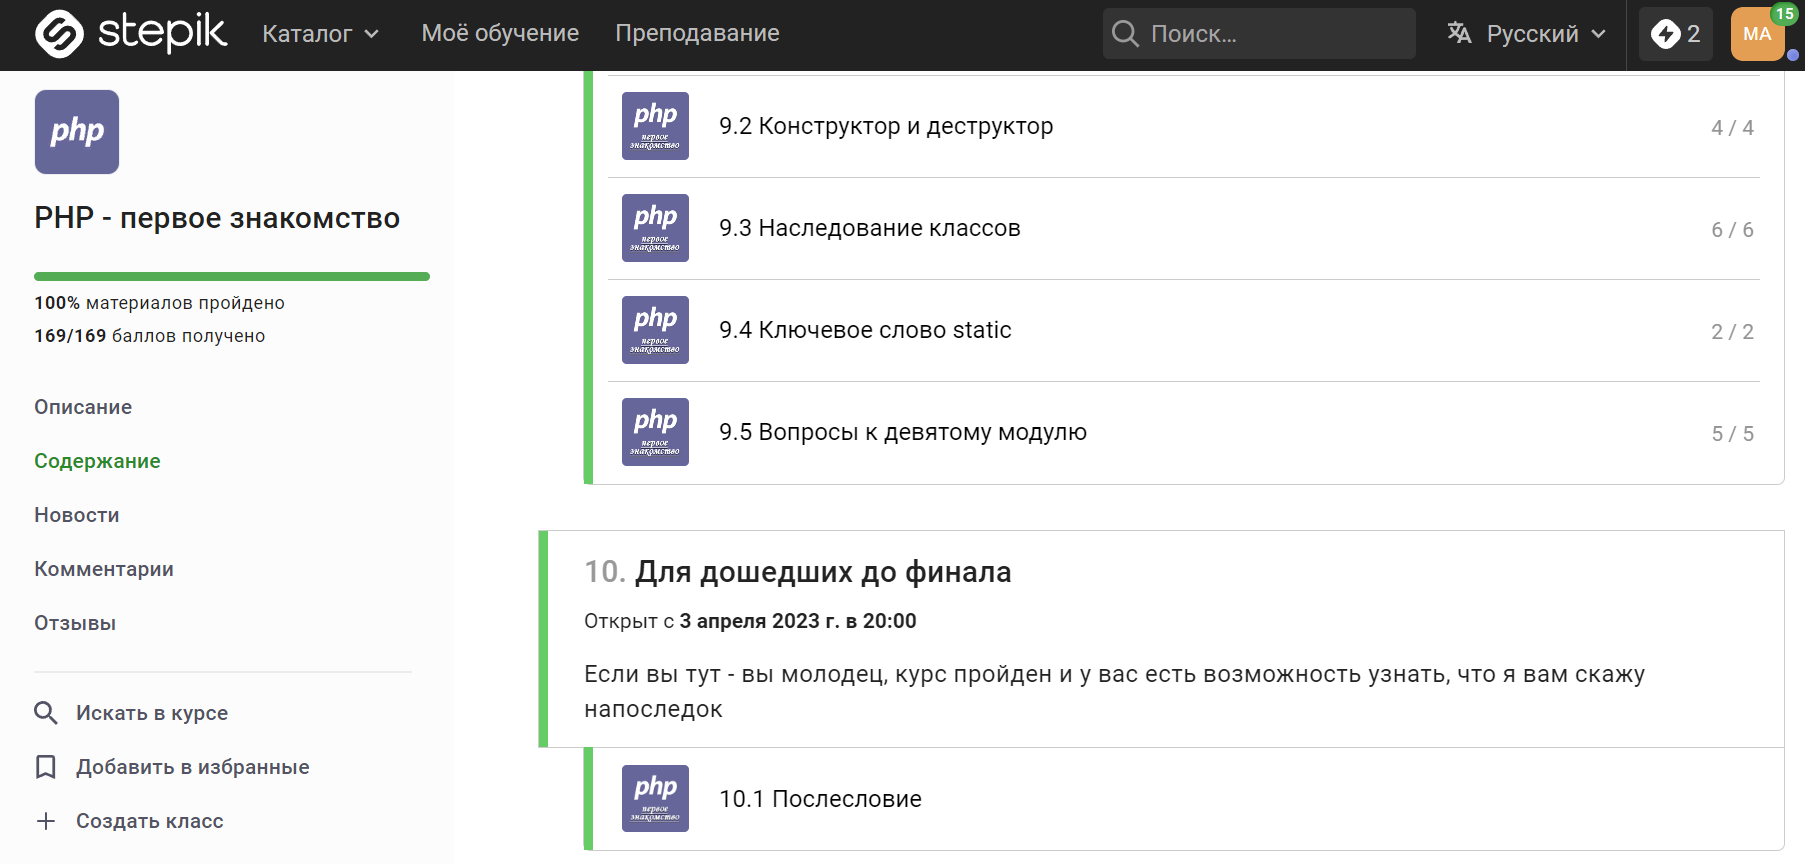 stepik
Каталог
Моё обучение
Преподавание
Поиск...
Русский
2
MA
15
php
PHP - первое знакомство
100% материалов пройдено
169/169 баллов получено
Описание
Содержание
Новости
Комментарии
Отзывы
Искать в курсе
Добавить в избранные
Создать класс
php
первое
знакомство
9.2 Конструктор и деструктор
4 / 4
php
первое
знакомство
9.3 Наследование классов
6 / 6
php
первое
знакомство
9.4 Ключевое слово static
2 / 2
php
первое
знакомство
9.5 Вопросы к девятому модулю
5 / 5
10. Для дошедших до финала
Открыт с 3 апреля 2023 г. в 20:00
Если вы тут - вы молодец, курс пройден и у вас есть возможность узнать, что я вам скажу
напоследок
php
первое
знакомство
10.1 Послесловие